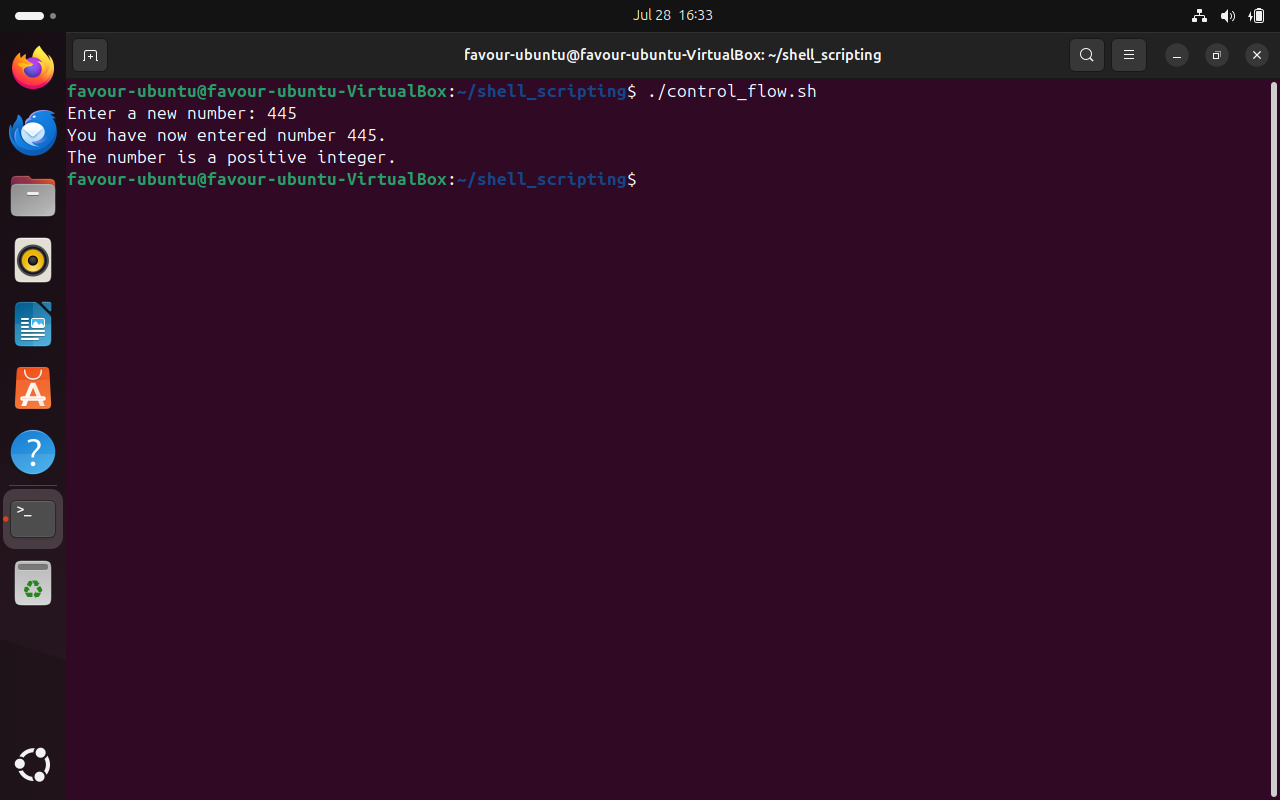 Jul 28 16:33
favour-ubuntu@favour-ubuntu-VirtualBox: ~/shell_scripting
favour-ubuntu@favour-ubuntu-VirtualBox:~/shell_scripting$ ./control_flow.sh
Enter a new number: 445
You have now entered number 445.
The number is a positive integer.
favour-ubuntu@favour-ubuntu-VirtualBox:~/shell_scripting$